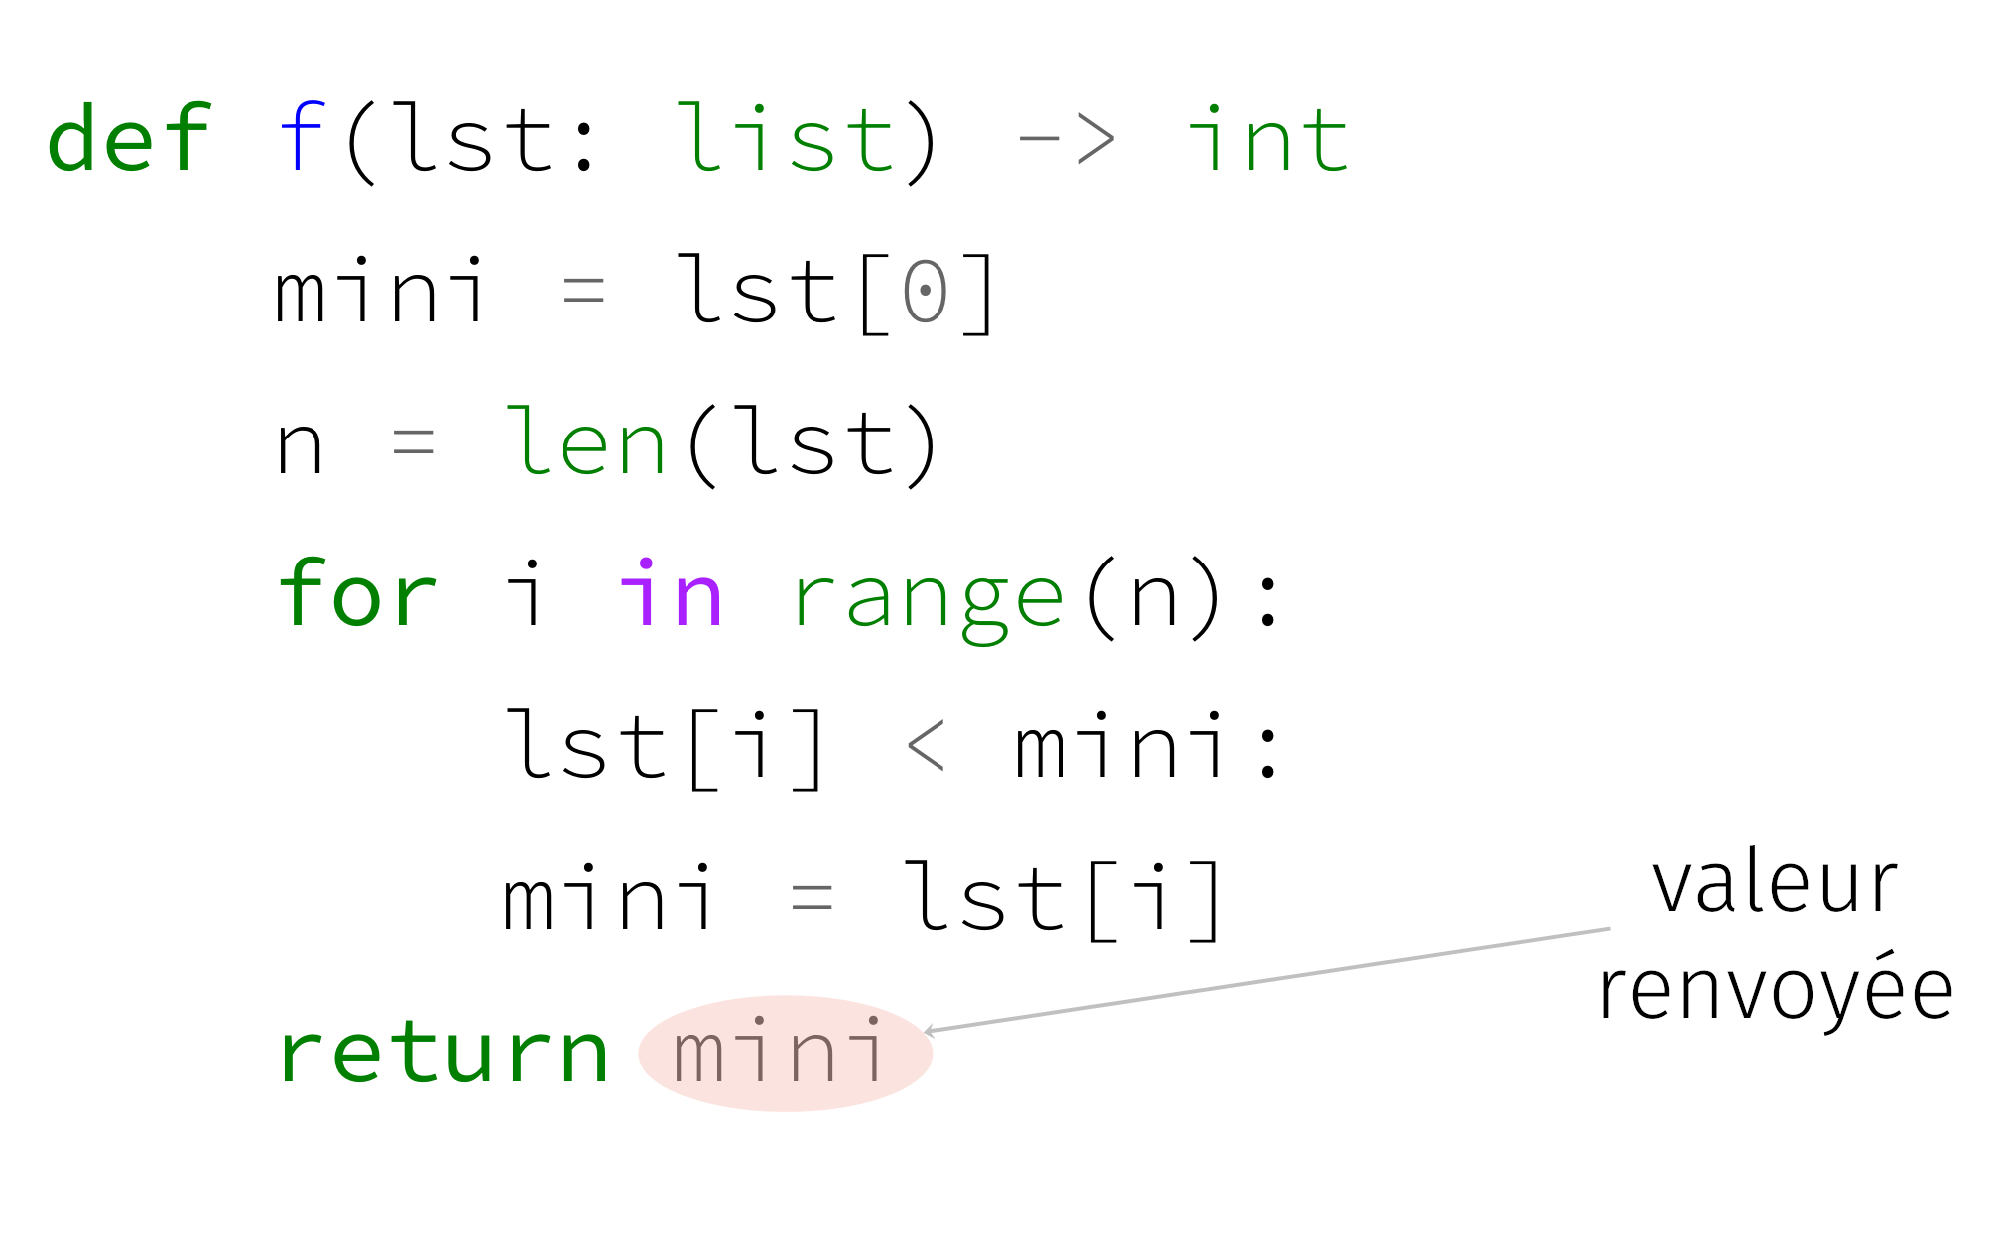 def f(lst: list) -> int
    mini = lst[0]
    n = len(lst)
    for i in range(n):
        lst[i] < mini:
        mini = lst[i]
    return mini
valeur
renvoyée